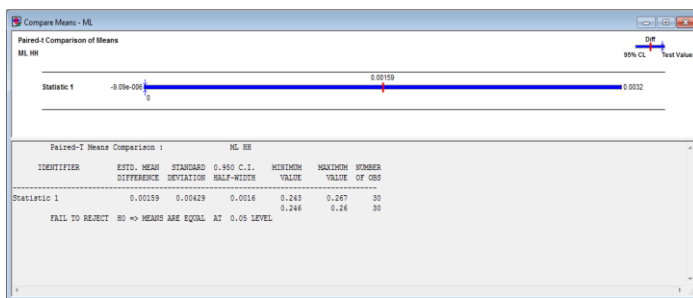 Compare Means - ML
Paired-t Comparison of Means
ML HH
Diff
95% CL Test Value
0.00159
Statistic 1 -9.09e-006 0.0032
0
Paired-T Means Comparison : ML HH
IDENTIFIER ESTD. MEAN STANDARD 0.950 C.I. MINIMUM MAXIMUM NUMBER
DIFFERENCE DEVIATION HALF-WIDTH VALUE VALUE OF OBS
Statistic 1 0.00159 0.00429 0.0016 0.243 0.267 30
0.246 0.26 30
FAIL TO REJECT H0 => MEANS ARE EQUAL AT 0.05 LEVEL